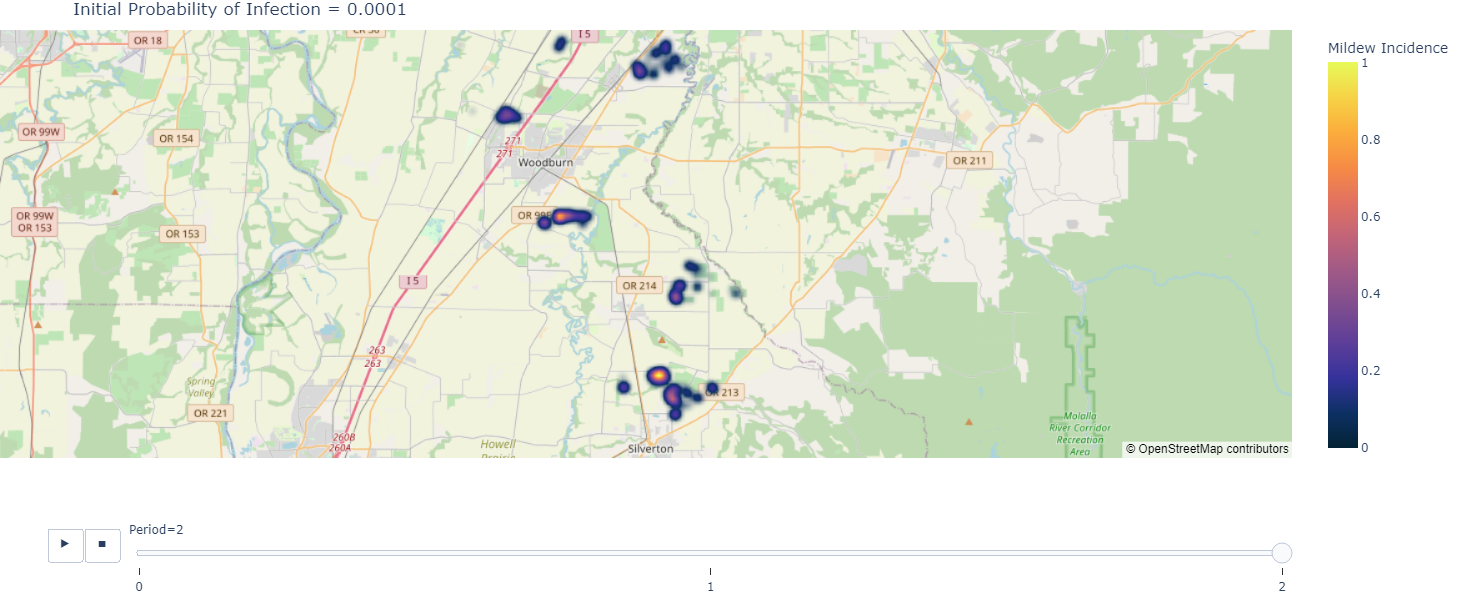 Initial Probability of Infection = 0.0001
Mildew Incidence
1
0.8
0.6
0.4
0.2
0
OR 18
I 5
OR 99W
OR 154
271
271
Woodburn
OR 211
OR 99W
OR 153
OR 153
OR 99E
I 5
OR 214
263
263
Spring
Valley
OR 213
OR 221
260B
260A
Howell
Prairie
Silverton
Molalla
River Corridor
Recreation
Area
© OpenStreetMap contributors
Period=2
0
1
2